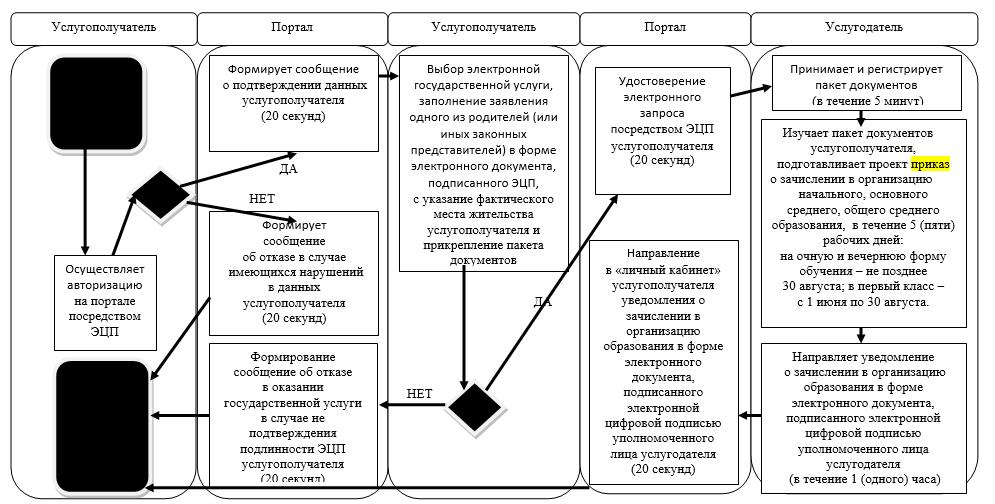 Услугополучатель
Портал
Услугополучатель
Портал
Услугодатель
Осуществляет
авторизацию
на портале
посредством
ЭЦП
Формирует сообщение
о подтверждении данных
услугополучателя
(20 секунд)
ДА
НЕТ
Формирует
сообщение
об отказе в случае
имеющихся нарушений
в данных
услугополучателя
(20 секунд)
Формирование
сообщение об отказе
в оказании
государственной услуги
в случае не
подтверждения
подлинности ЭЦП
услугополучателя
(20 секунд)
Выбор электронной
государственной услуги,
заполнение заявления
одного из родителей (или
иных законных
представителей) в форме
электронного документа,
подписанного ЭЦП,
с указание фактического
места жительства
услугополучателя и
прикрепление пакета
документов
ДА
НЕТ
Удостоверение
электронного
запроса
посредством ЭЦП
услугополучателя
(20 секунд)
Направление
в «личный кабинет»
услугополучателя
уведомления о
зачислении в
организацию
образования в форме
электронного
документа,
подписанного
электронной
цифровой подписью
уполномоченного
лица услугодателя
(20 секунд)
Принимает и регистрирует
пакет документов
(в течение 5 минут)
Изучает пакет документов
услугополучателя,
подготавливает проект приказ
о зачислении в организацию
начального, основного
среднего, общего среднего
образования, в течение 5 (пяти)
рабочих дней:
на очную и вечернюю форму
обучения – не позднее
30 августа; в первый класс –
с 1 июня по 30 августа.
Направляет уведомление
о зачислении в организацию
образования в форме
электронного документа,
подписанного электронной
цифровой подписью
уполномоченного лица
услугодателя
(в течение 1 (одного) часа)